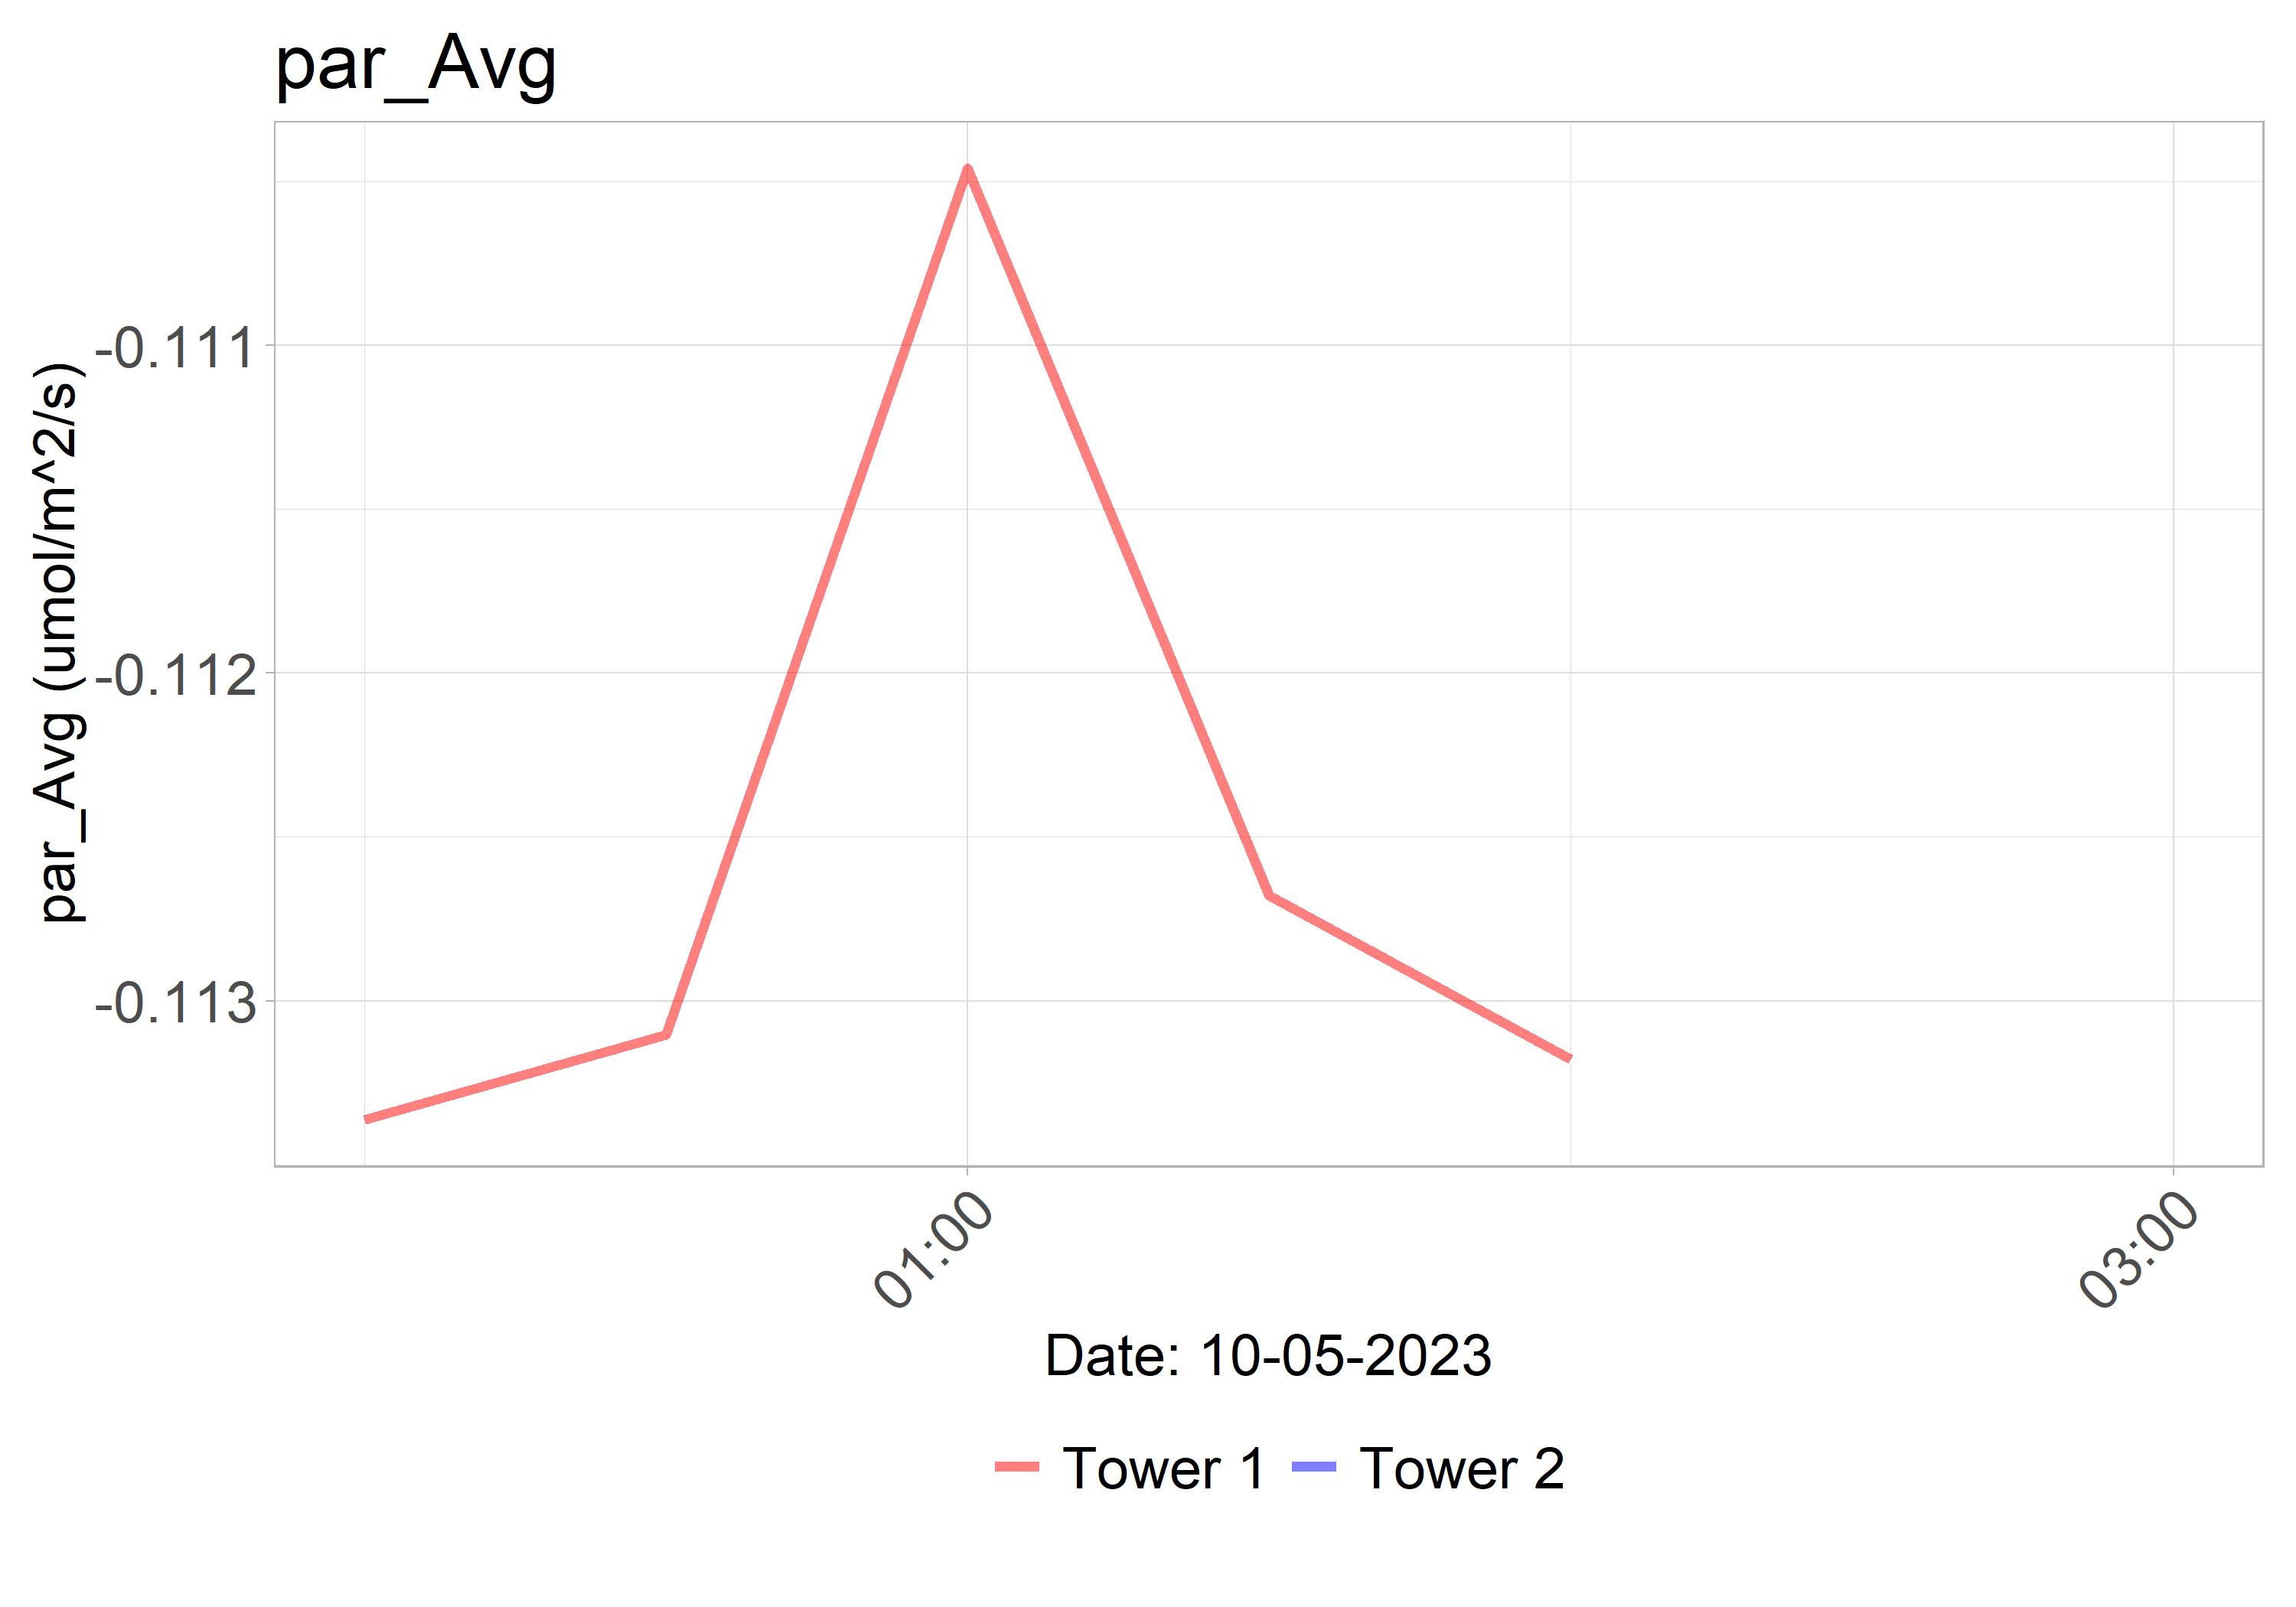 par_Avg
par_Avg (umol/m^2/s)
-0.111
-0.112
-0.113
01:00
03:00
Date: 10-05-2023
Tower 1
Tower 2